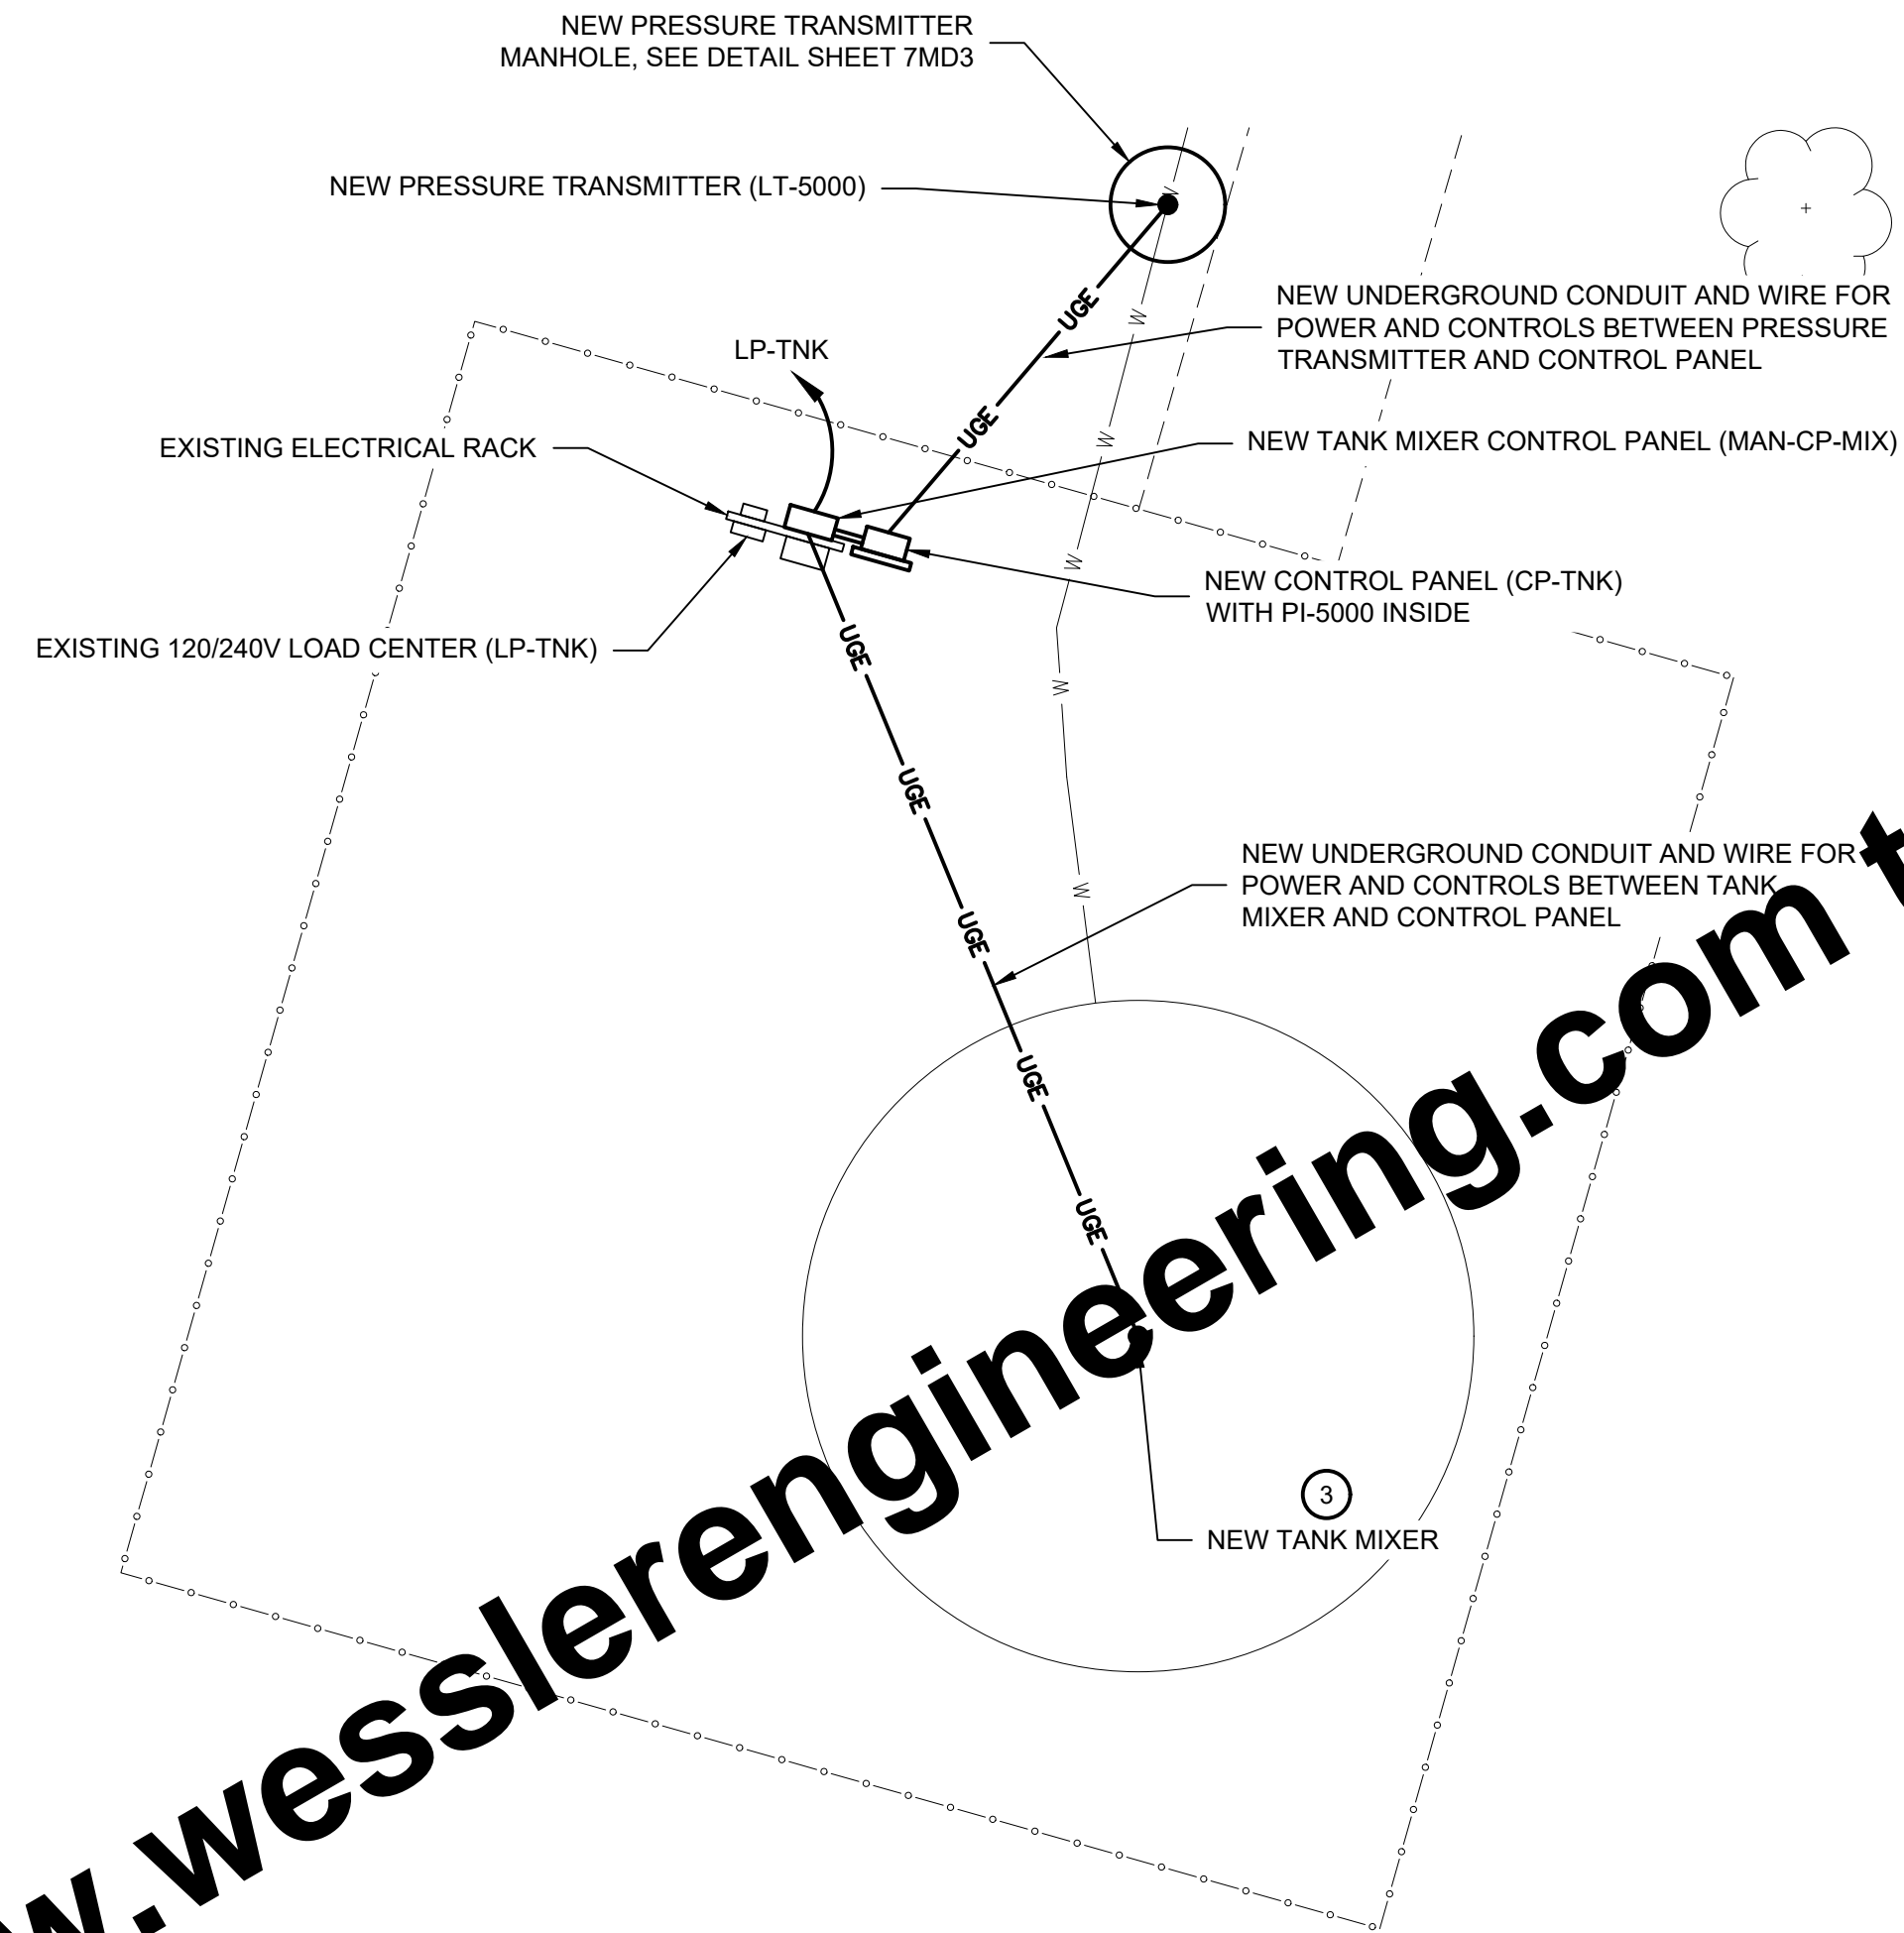 NEW PRESSURE TRANSMITTER
MANHOLE, SEE DETAIL SHEET 7MD3
NEW PRESSURE TRANSMITTER (LT-5000)
W
UGE
NEW UNDERGROUND CONDUIT AND WIRE FOR
POWER AND CONTROLS BETWEEN PRESSURE
TRANSMITTER AND CONTROL PANEL
W
LP-TNK
UGE
W
NEW TANK MIXER CONTROL PANEL (MAN-CP-MIX)
EXISTING ELECTRICAL RACK
W
NEW CONTROL PANEL (CP-TNK)
WITH PI-5000 INSIDE
EXISTING 120/240V LOAD CENTER (LP-TNK)
UGE
W
UGE
NEW UNDERGROUND CONDUIT AND WIRE FOR
POWER AND CONTROLS BETWEEN TANK
MIXER AND CONTROL PANEL
W
UGE
UGE
UGE
3
NEW TANK MIXER
w.wesslerengineering.com t